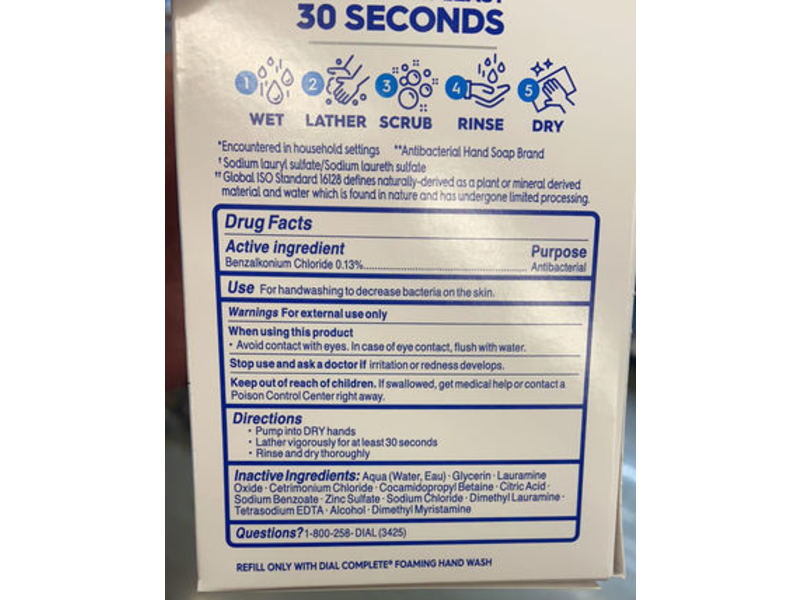 30 SECONDS
1 2 3 4 5
WET LATHER SCRUB RINSE DRY
*Encountered in household settings **Antibacterial Hand Soap Brand
†Sodium lauryl sulfate/Sodium laureth sulfate
††Global ISO Standard 16128 defines naturally-derived as a plant or mineral derived
material and water which is found in nature and has undergone limited processing.
Drug Facts
Active ingredient Purpose
Benzalkonium Chloride 0.13%........................................................ Antibacterial
Use For handwashing to decrease bacteria on the skin.
Warnings For external use only
When using this product
• Avoid contact with eyes. In case of eye contact, flush with water.
Stop use and ask a doctor if irritation or redness develops.
Keep out of reach of children. If swallowed, get medical help or contact a
Poison Control Center right away.
Directions
• Pump into DRY hands
• Lather vigorously for at least 30 seconds
• Rinse and dry thoroughly
Inactive Ingredients: Aqua (Water, Eau) · Glycerin · Lauramine
Oxide · Cetrimonium Chloride · Cocamidopropyl Betaine · Citric Acid ·
Sodium Benzoate · Zinc Sulfate · Sodium Chloride · Dimethyl Lauramine ·
Tetrasodium EDTA · Alcohol · Dimethyl Myristamine
Questions? 1-800-258-DIAL (3425)
REFILL ONLY WITH DIAL COMPLETE® FOAMING HAND WASH